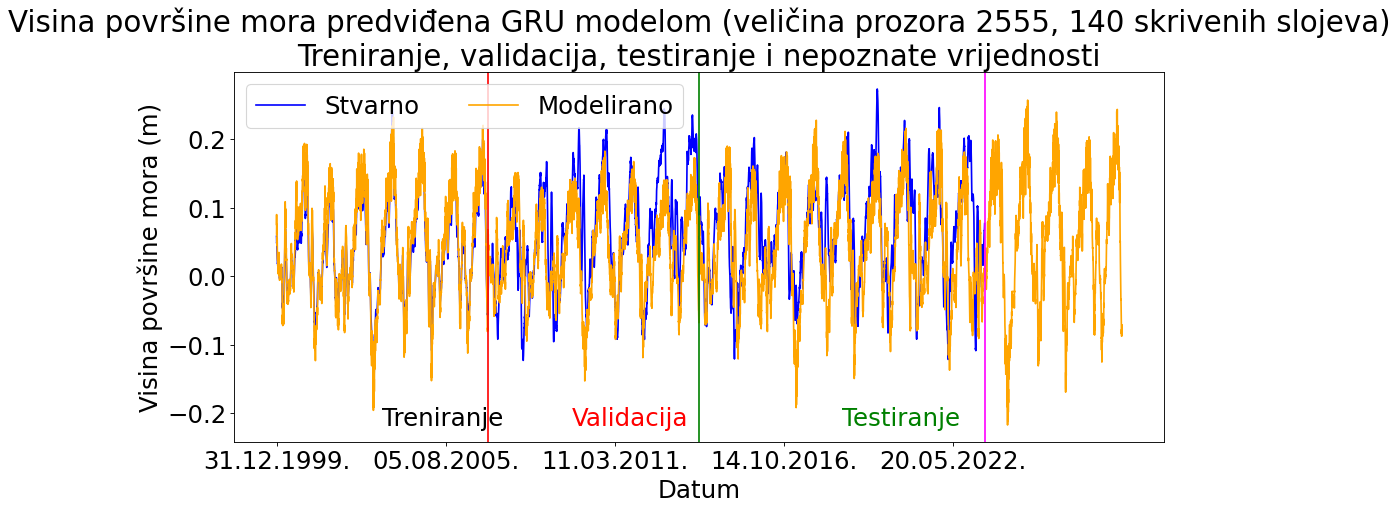 Visina površine mora predviđena GRU modelom (veličina prozora 2555, 140 skrivenih slojeva)
Treniranje, validacija, testiranje i nepoznate vrijednosti
Stvarno Modelirano
Visina površine mora (m)
0.2
0.1
0.0
−0.1
−0.2
Treniranje Validacija Testiranje
31.12.1999. 05.08.2005. 11.03.2011. 14.10.2016. 20.05.2022.
Datum